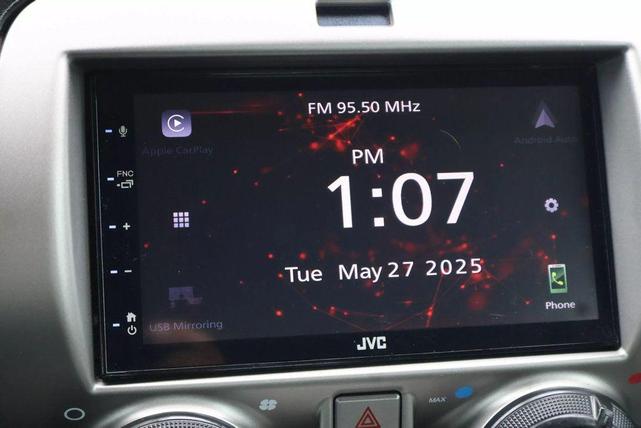 FM 95.50 MHz
Apple CarPlay
Android Auto
FNC
PM
1:07
Tue May 27 2025
USB Mirroring
Phone
JVC
MAX